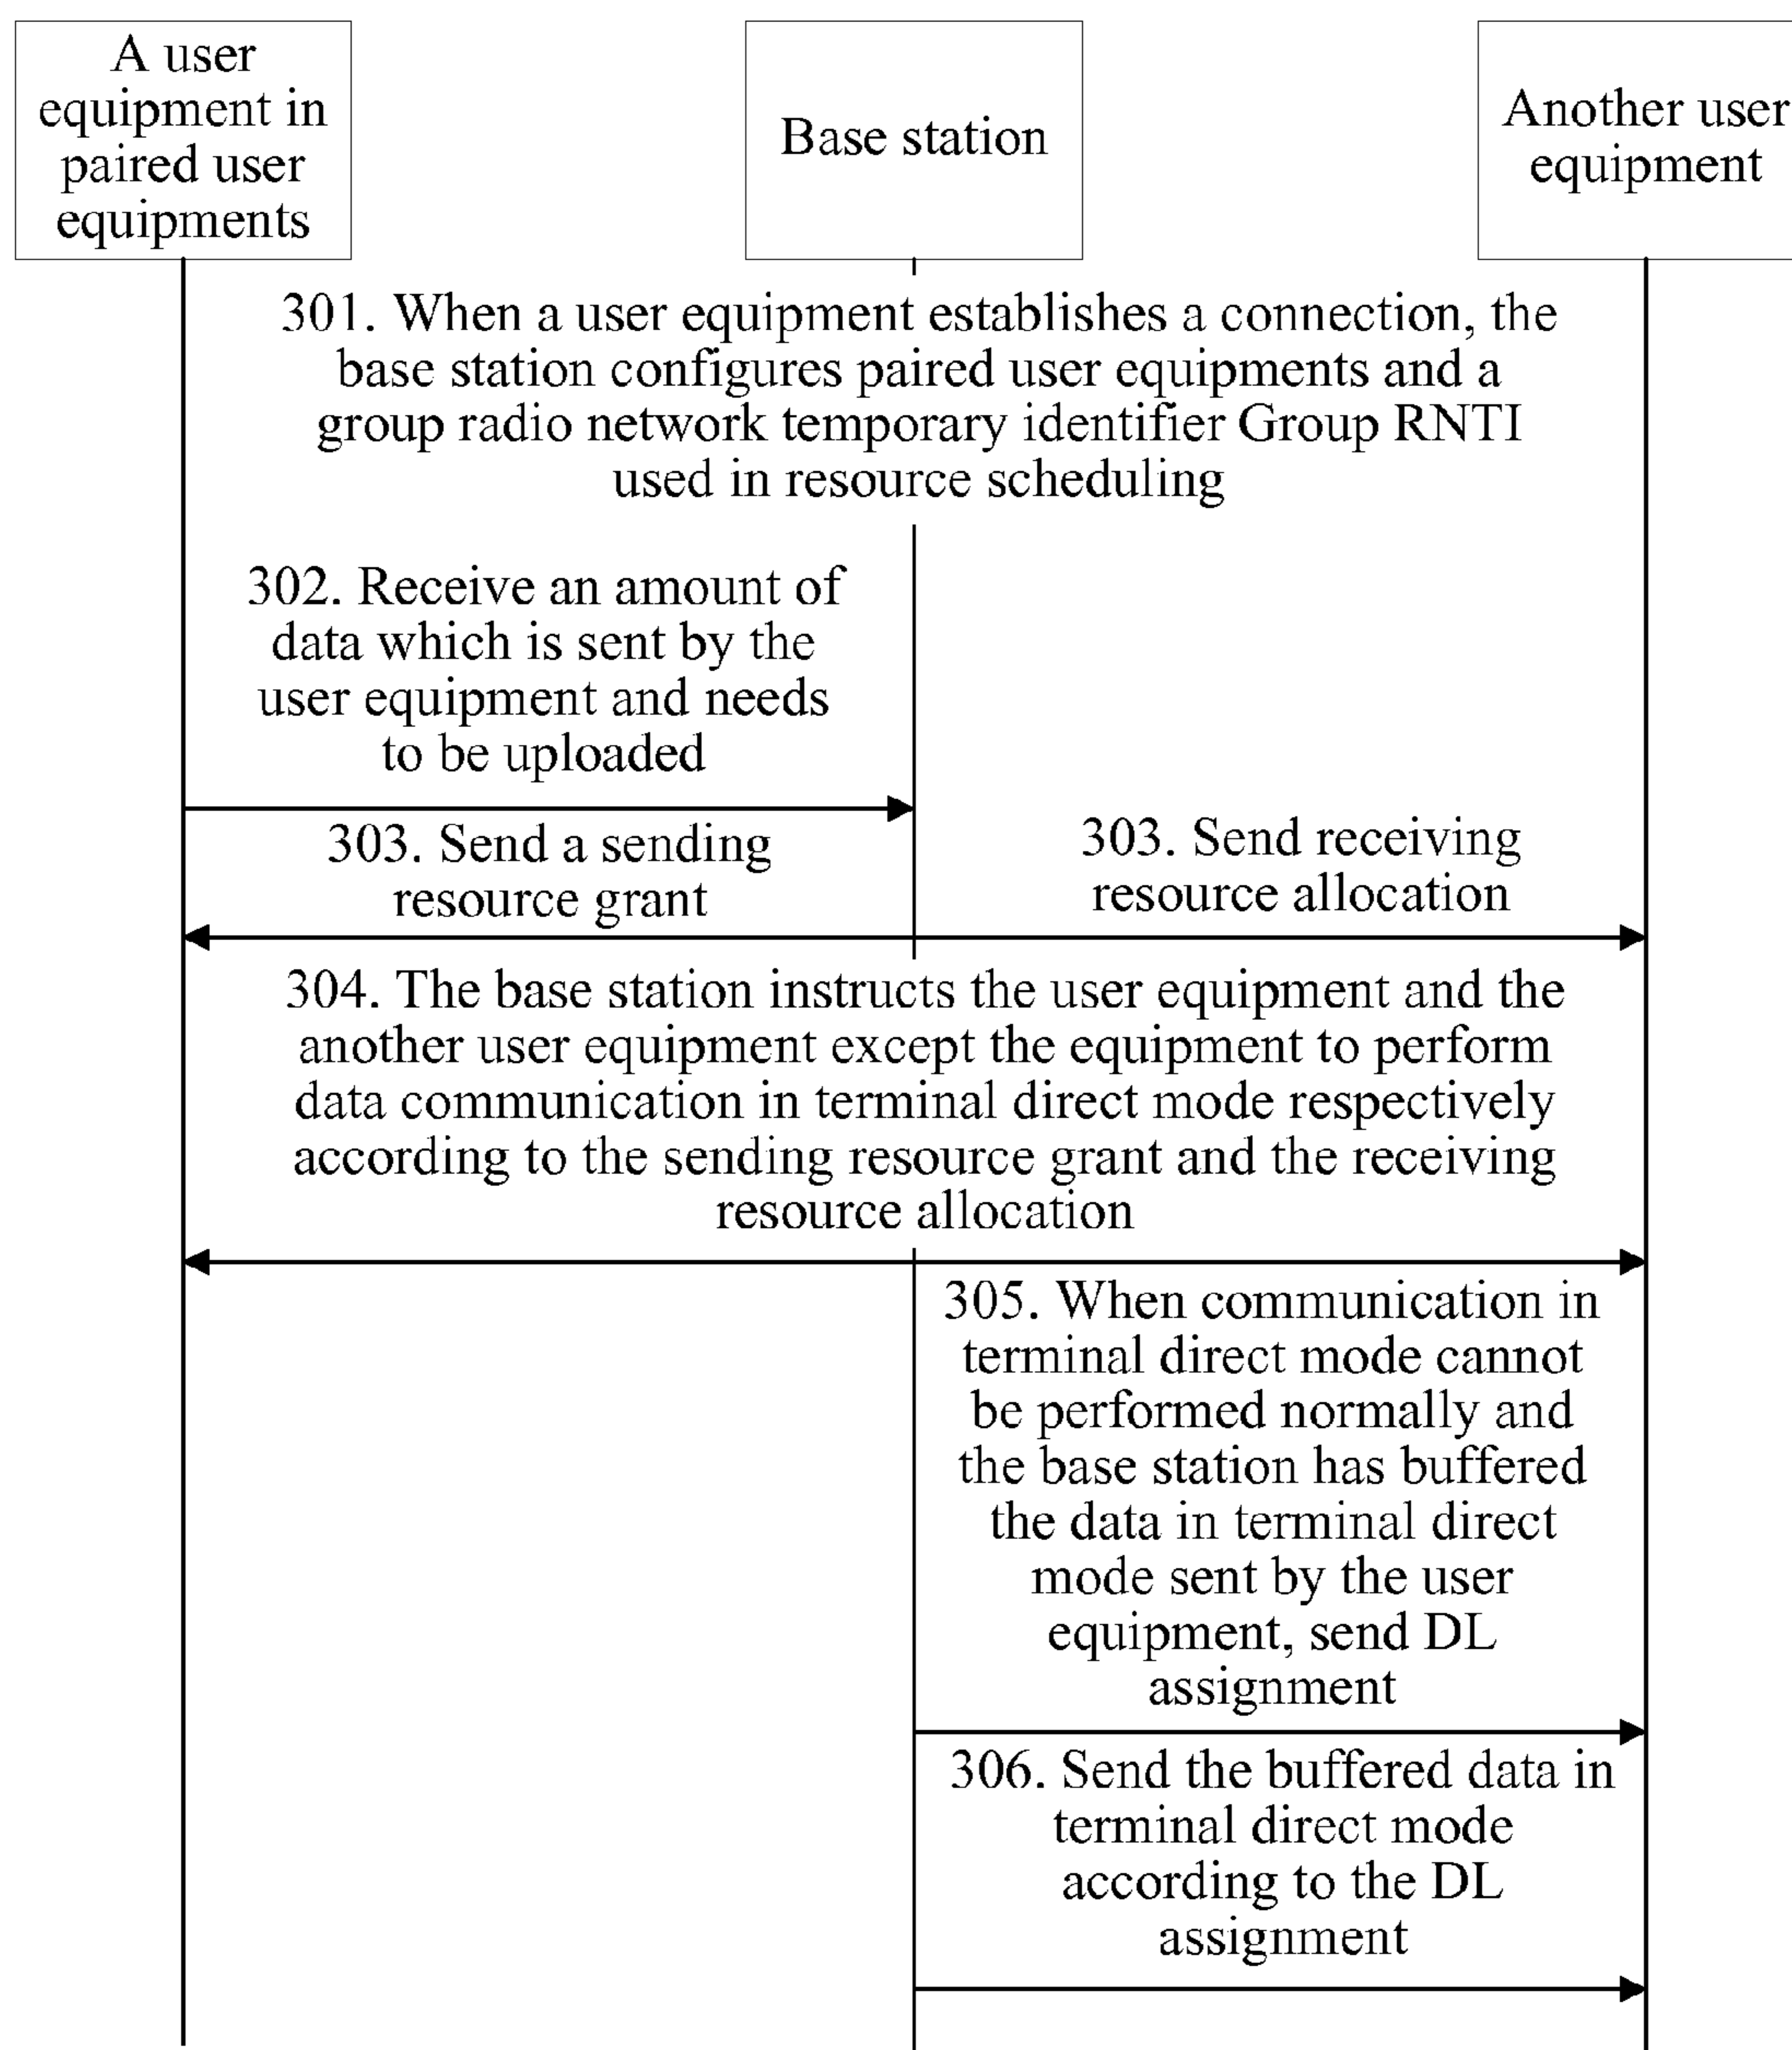 A user
equipment in
paired user
equipments
Base station
Another user
equipment
301. When a user equipment establishes a connection, the
base station configures paired user equipments and a
group radio network temporary identifier Group RNTI
used in resource scheduling
302. Receive an amount of
data which is sent by the
user equipment and needs
to be uploaded
303. Send a sending
resource grant
303. Send receiving
resource allocation
304. The base station instructs the user equipment and the
another user equipment except the equipment to perform
data communication in terminal direct mode respectively
according to the sending resource grant and the receiving
resource allocation
305. When communication in
terminal direct mode cannot
be performed normally and
the base station has buffered
the data in terminal direct
mode sent by the user
equipment, send DL
assignment
306. Send the buffered data in
terminal direct mode
according to the DL
assignment